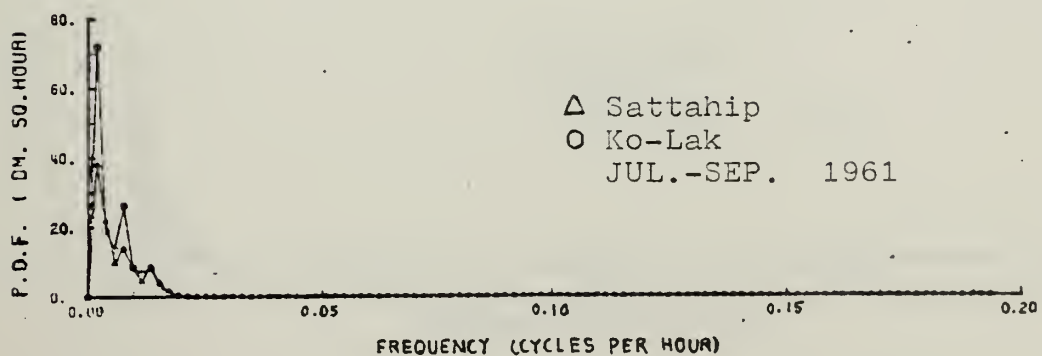 P.D.F. ( DM. SQ.HOUR)
80.
60.
40.
20.
0.
Δ Sattahip
O Ko-Lak
JUL.-SEP. 1961
0.00 0.05 0.10 0.15 0.20
FREQUENCY (CYCLES PER HOUR)